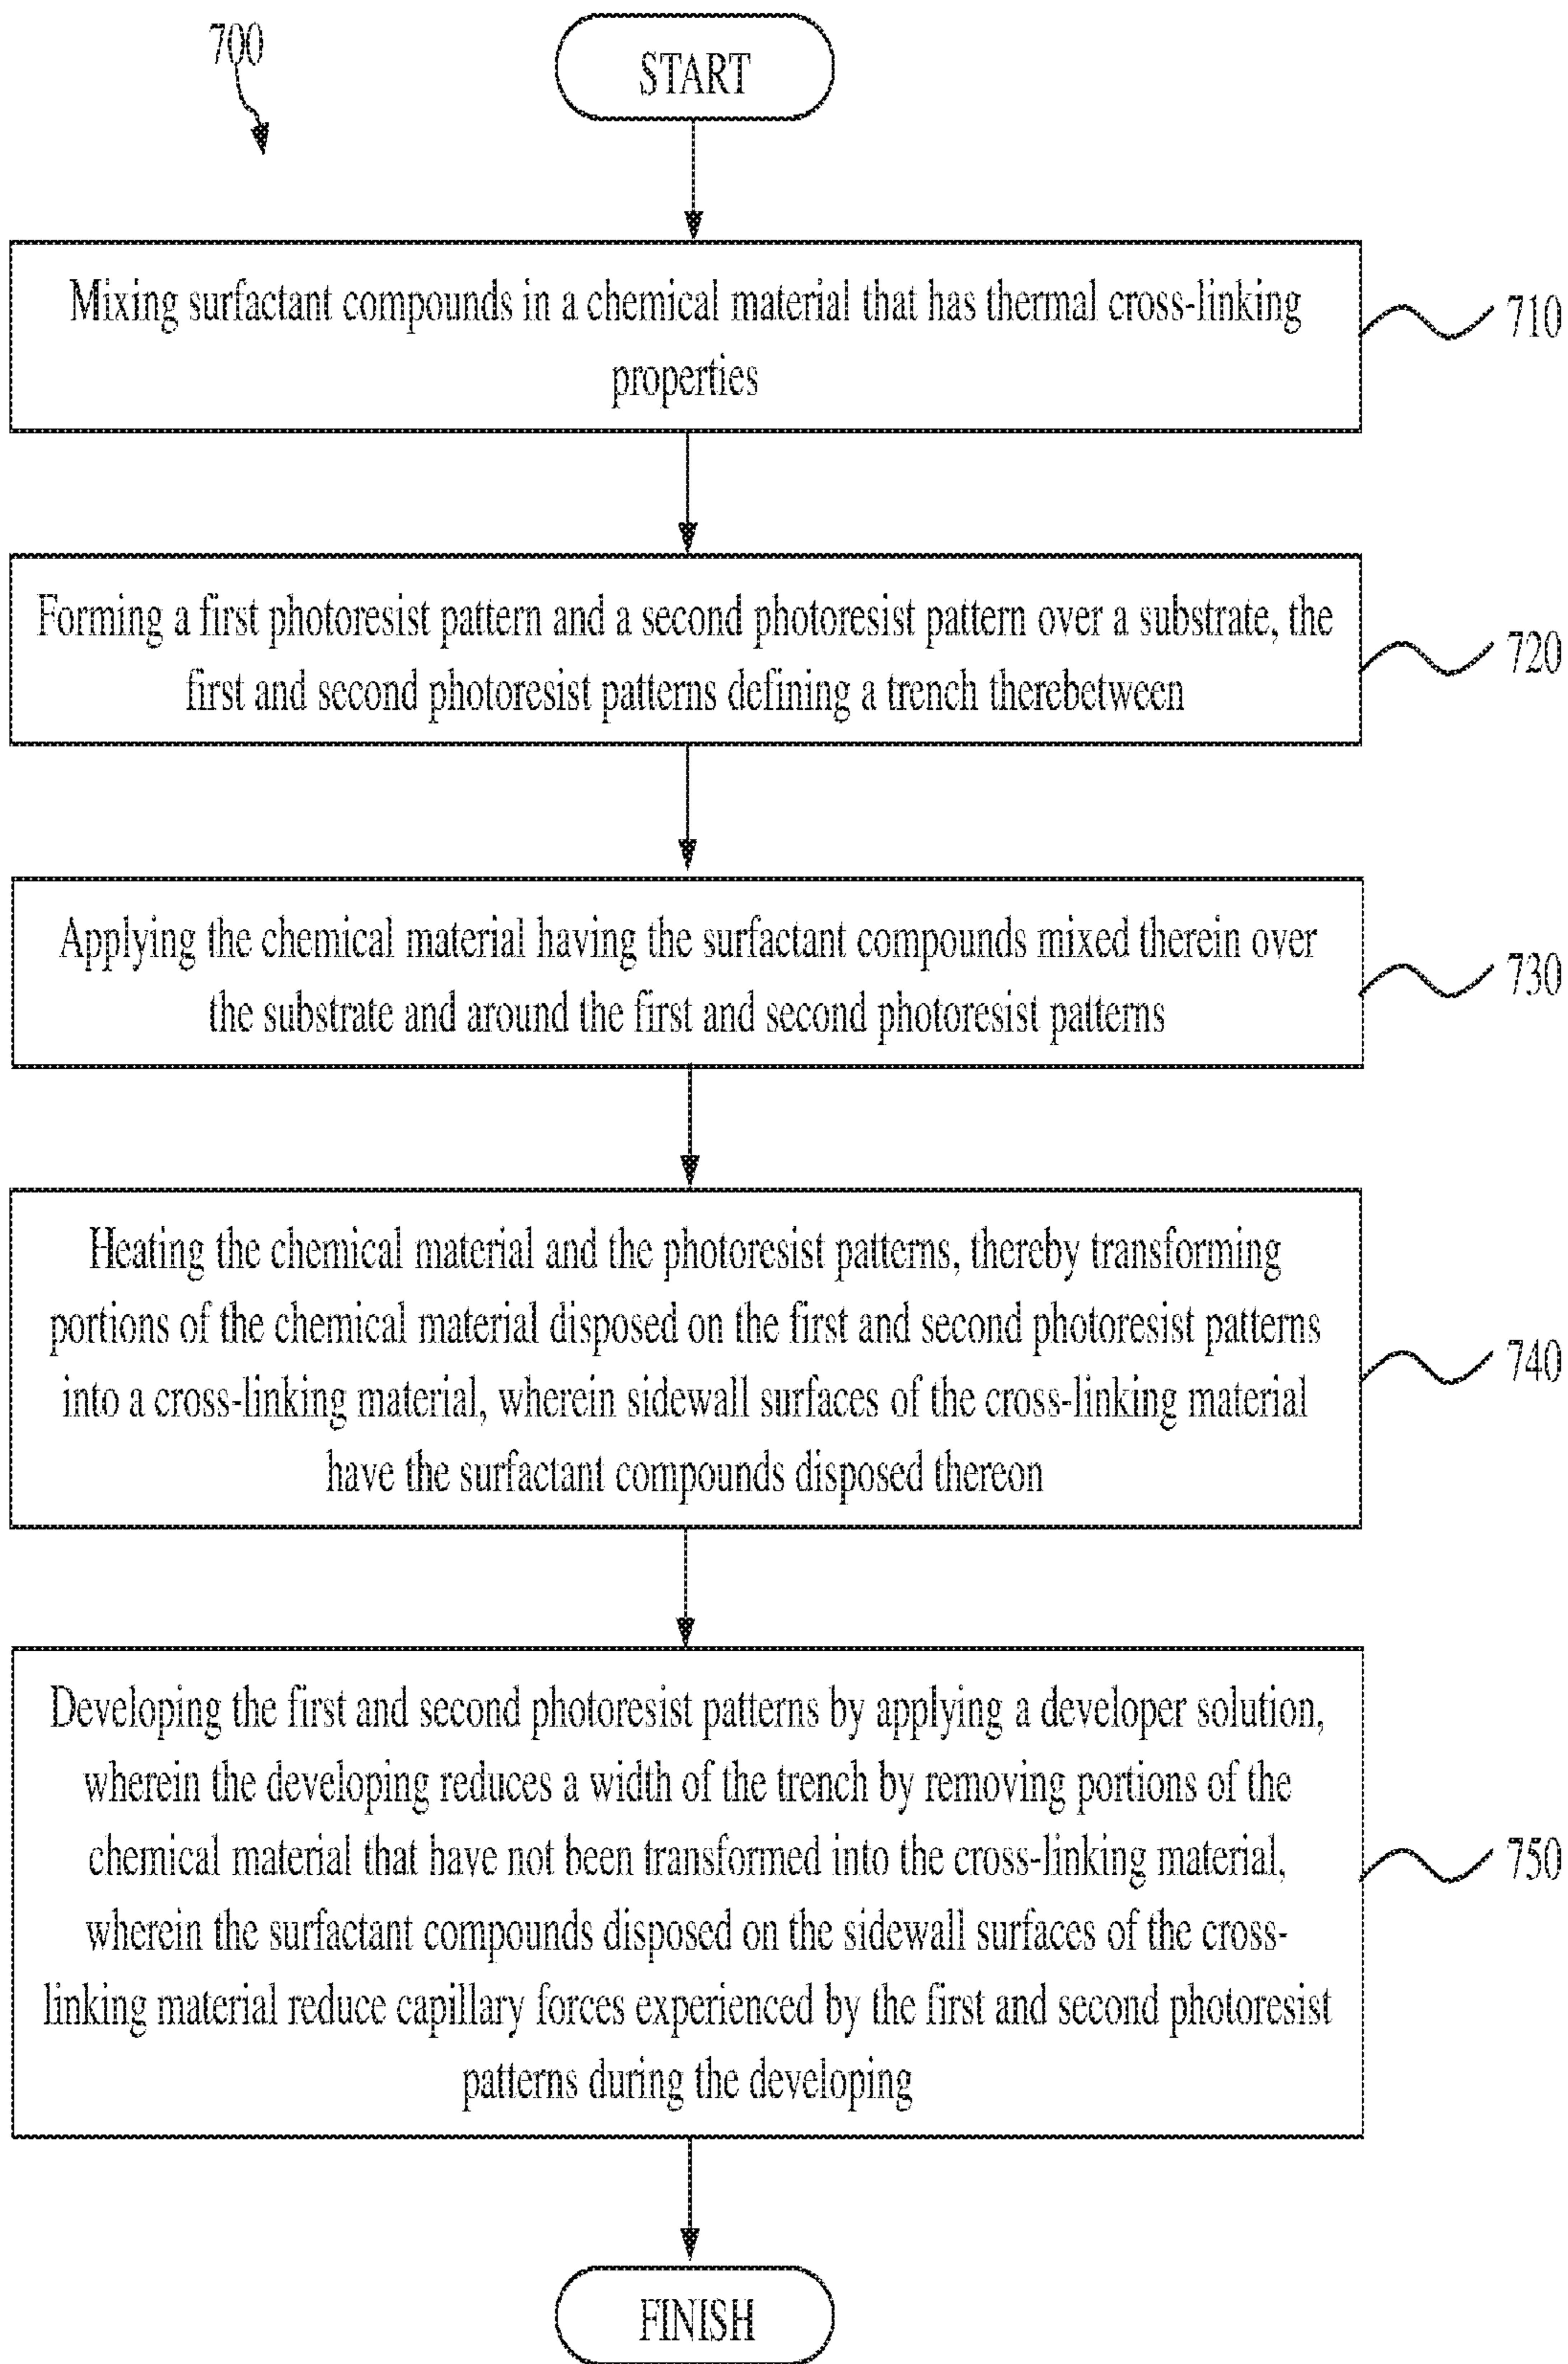 700
START
Mixing surfactant compounds in a chemical material that has thermal cross-linking
properties
710
Forming a first photoresist pattern and a second photoresist pattern over a substrate, the
first and second photoresist patterns defining a trench therebetween
720
Applying the chemical material having the surfactant compounds mixed therein over
the substrate and around the first and second photoresist patterns
730
Heating the chemical material and the photoresist patterns, thereby transforming
portions of the chemical material disposed on the first and second photoresist patterns
into a cross-linking material, wherein sidewall surfaces of the cross-linking material
have the surfactant compounds disposed thereon
740
Developing the first and second photoresist patterns by applying a developer solution,
wherein the developing reduces a width of the trench by removing portions of the
chemical material that have not been transformed into the cross-linking material,
wherein the surfactant compounds disposed on the sidewall surfaces of the cross-
linking material reduce capillary forces experienced by the first and second photoresist
patterns during the developing
750
FINISH